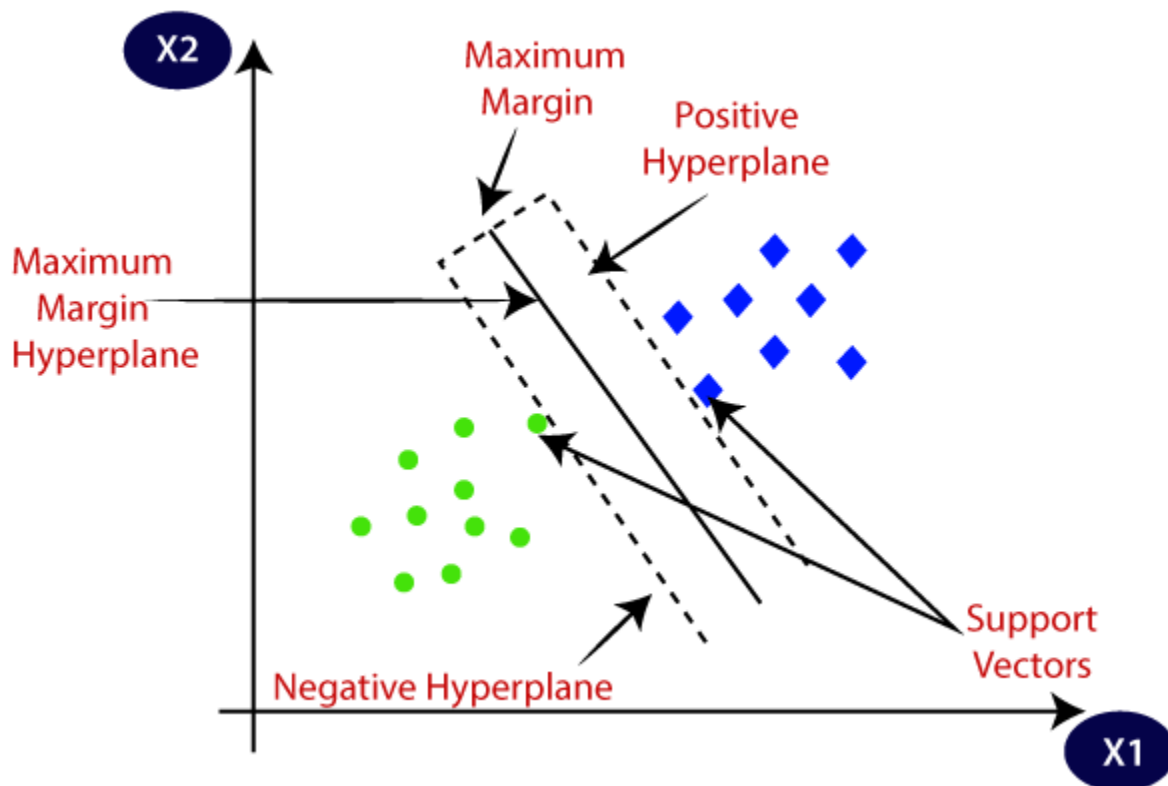 X2
Maximum
Margin
Positive
Hyperplane
Maximum
Margin
Hyperplane
Support
Vectors
Negative Hyperplane
X1